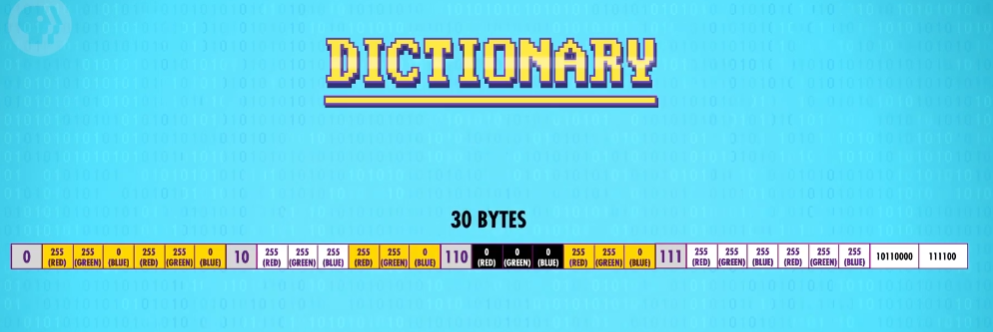 DICTIONARY
30 BYTES
0 255 (RED) 255 (GREEN) 0 (BLUE) 255 (RED) 255 (GREEN) 0 (BLUE) 10 255 (RED) 255 (GREEN) 255 (BLUE) 255 (RED) 255 (GREEN) 0 (BLUE) 110 0 (RED) 0 (GREEN) 0 (BLUE) 255 (RED) 255 (GREEN) 0 (BLUE) 111 255 (RED) 255 (GREEN) 255 (BLUE) 255 (RED) 255 (GREEN) 255 (BLUE) 10110000 111100